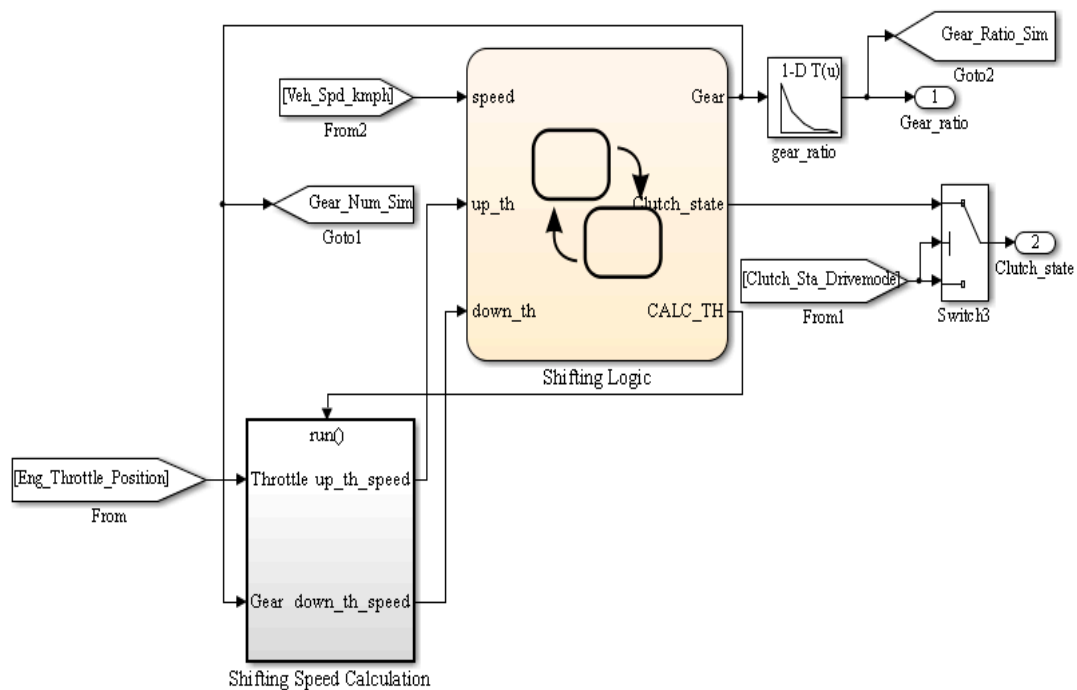 Gear_Ratio_Sim
Goto2
1-D T(u)
gear_ratio
1
Gear_ratio
[Veh_Spd_kmph]
From2
speed
Gear
Gear_Num_Sim
Goto1
up_th
Clutch_state
[Clutch_Sta_Drivemode]
From1
Switch3
2
Clutch_state
down_th
CALC_TH
Shifting Logic
run()
[Eng_Throttle_Position]
From
Throttle up_th_speed
Gear down_th_speed
Shifting Speed Calculation